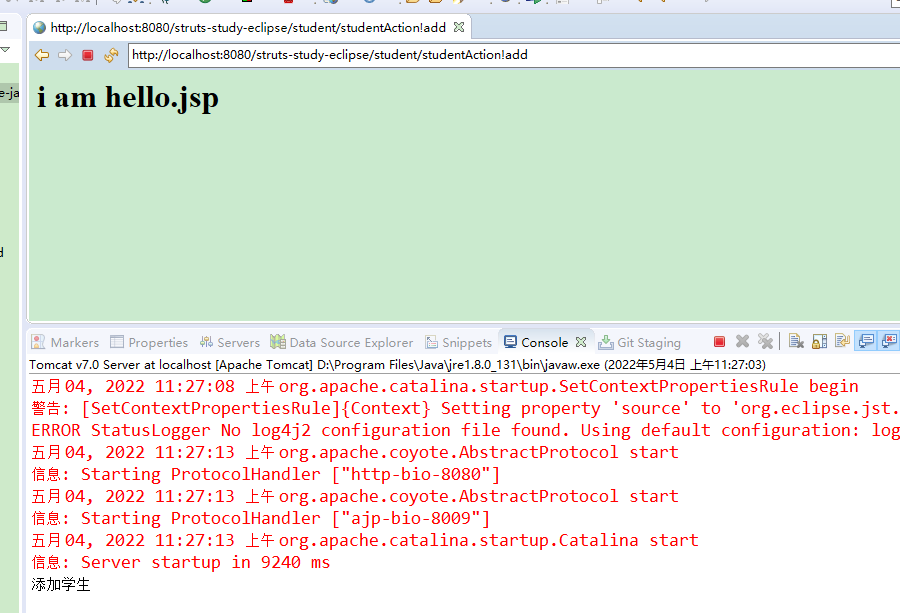 http://localhost:8080/struts-study-eclipse/student/studentAction!add
http://localhost:8080/struts-study-eclipse/student/studentAction!add
e-ja
i am hello.jsp
Markers Properties Servers Data Source Explorer Snippets Console Git Staging
Tomcat v7.0 Server at localhost [Apache Tomcat] D:\Program Files\Java\jre1.8.0_131\bin\javaw.exe (2022年5月4日 上午11:27:03)
五月 04, 2022 11:27:08 上午 org.apache.catalina.startup.SetContextPropertiesRule begin
警告: [SetContextPropertiesRule]{Context} Setting property 'source' to 'org.eclipse.jst.
ERROR StatusLogger No log4j2 configuration file found. Using default configuration: log
五月 04, 2022 11:27:13 上午 org.apache.coyote.AbstractProtocol start
信息: Starting ProtocolHandler ["http-bio-8080"]
五月 04, 2022 11:27:13 上午 org.apache.coyote.AbstractProtocol start
信息: Starting ProtocolHandler ["ajp-bio-8009"]
五月 04, 2022 11:27:13 上午 org.apache.catalina.startup.Catalina start
信息: Server startup in 9240 ms
添加学生